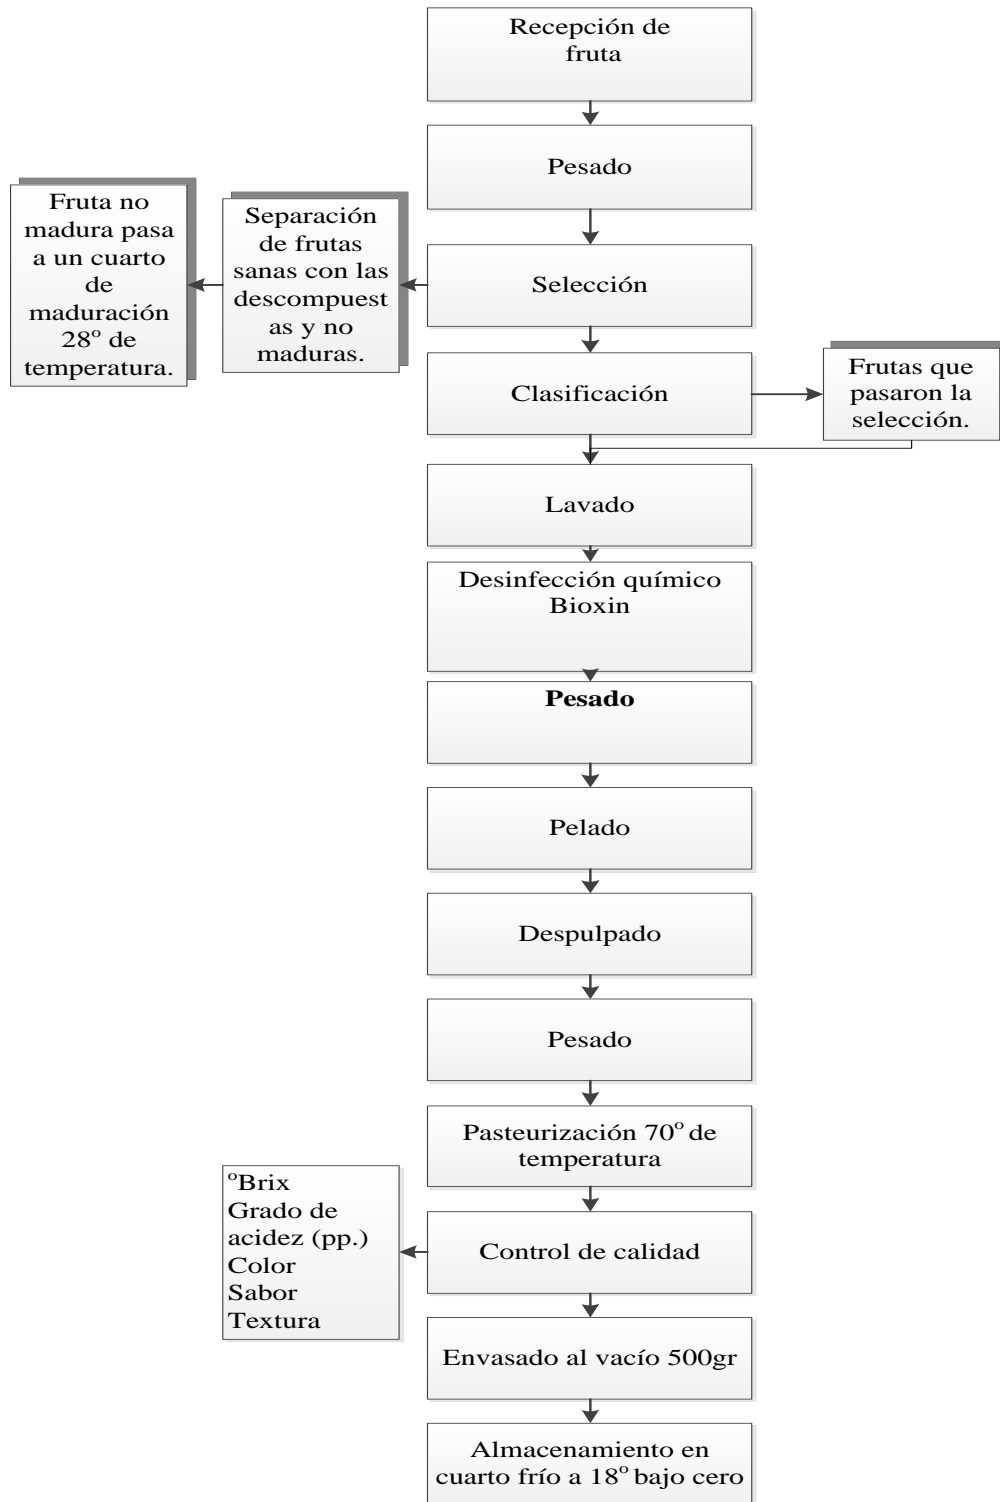 Recepción de
fruta
Pesado
Fruta no
madura pasa
a un cuarto
de
maduración
28º de
temperatura.
Separación
de frutas
sanas con las
descompuest
as y no
maduras.
Selección
Clasificación
Frutas que
pasaron la
selección.
Lavado
Desinfección químico
Bioxin
Pesado
Pelado
Despulpado
Pesado
Pasteurización 70º de
temperatura
ºBrix
Grado de
acidez (pp.)
Color
Sabor
Textura
Control de calidad
Envasado al vacío 500gr
Almacenamiento en
cuarto frío a 18º bajo cero